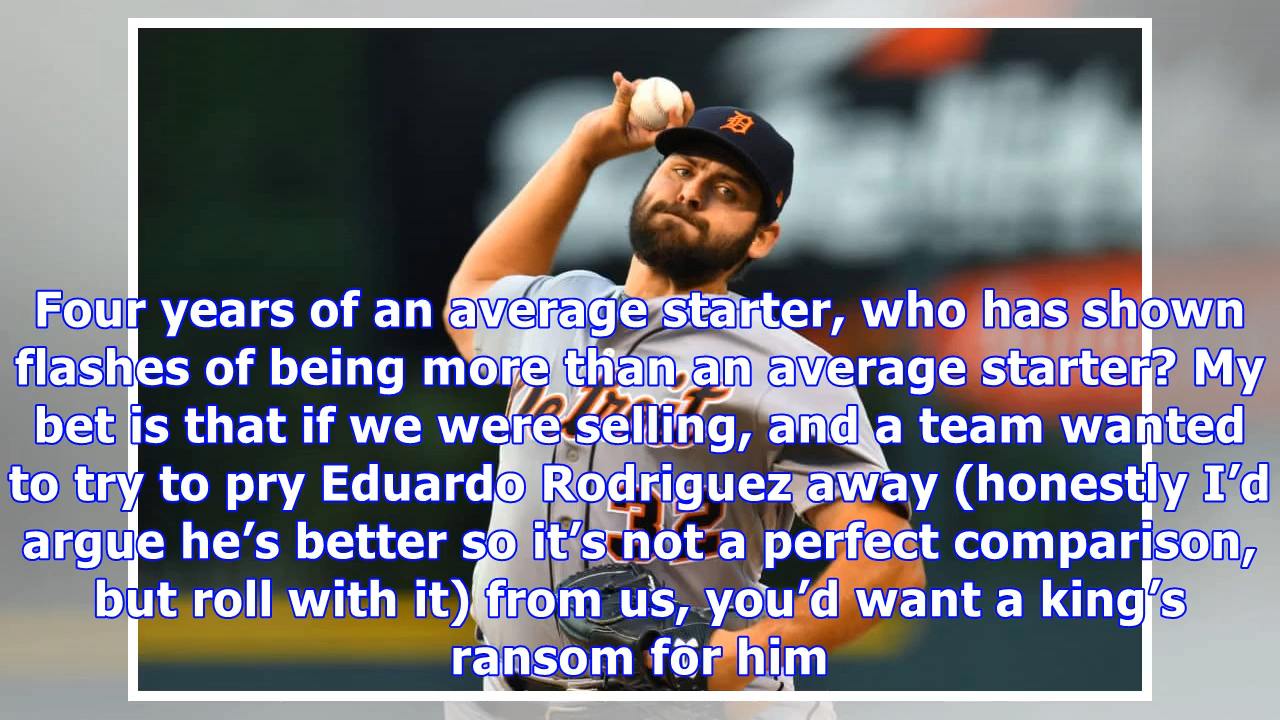 D
Four years of an average starter, who has shown
flashes of being more than an average starter? My
bet is that if we were selling, and a team wanted
to try to pry Eduardo Rodriguez away (honestly I’d
argue he’s better so it’s not a perfect comparison,
but roll with it) from us, you’d want a king’s
ransom for him
Detroit
32